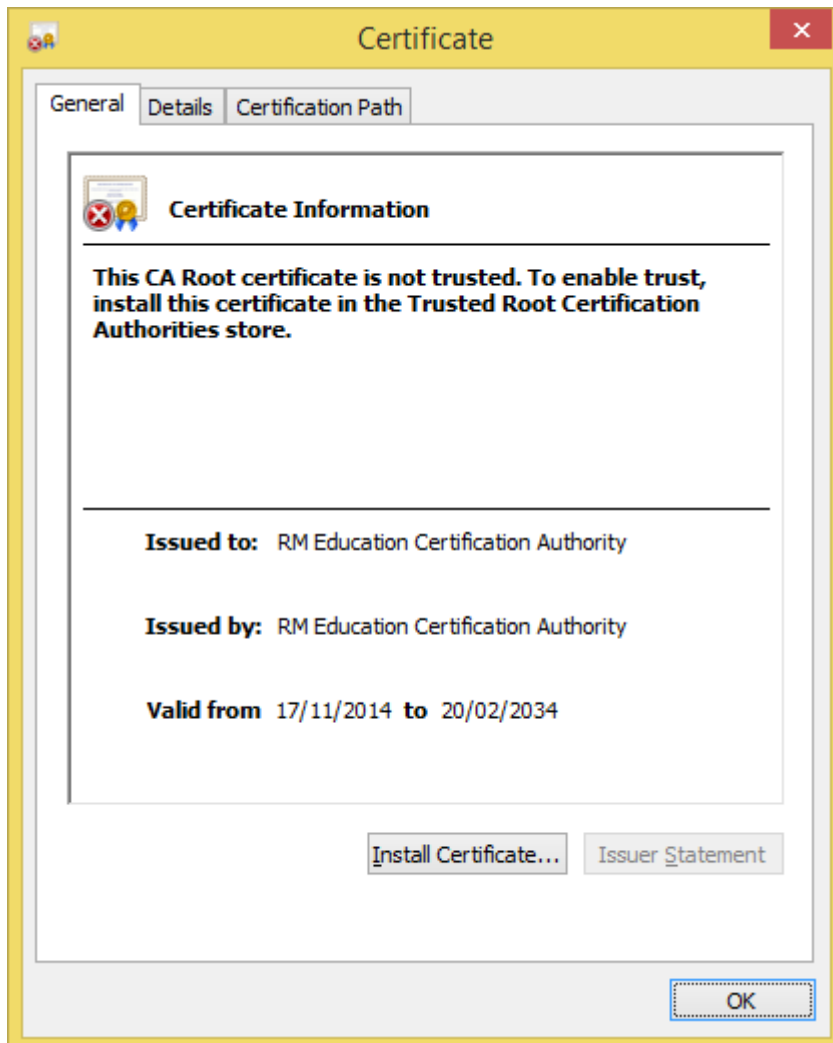 Certificate
General Details Certification Path
Certificate Information
This CA Root certificate is not trusted. To enable trust,
install this certificate in the Trusted Root Certification
Authorities store.
Issued to: RM Education Certification Authority
Issued by: RM Education Certification Authority
Valid from 17/11/2014 to 20/02/2034
Install Certificate... Issuer Statement
OK